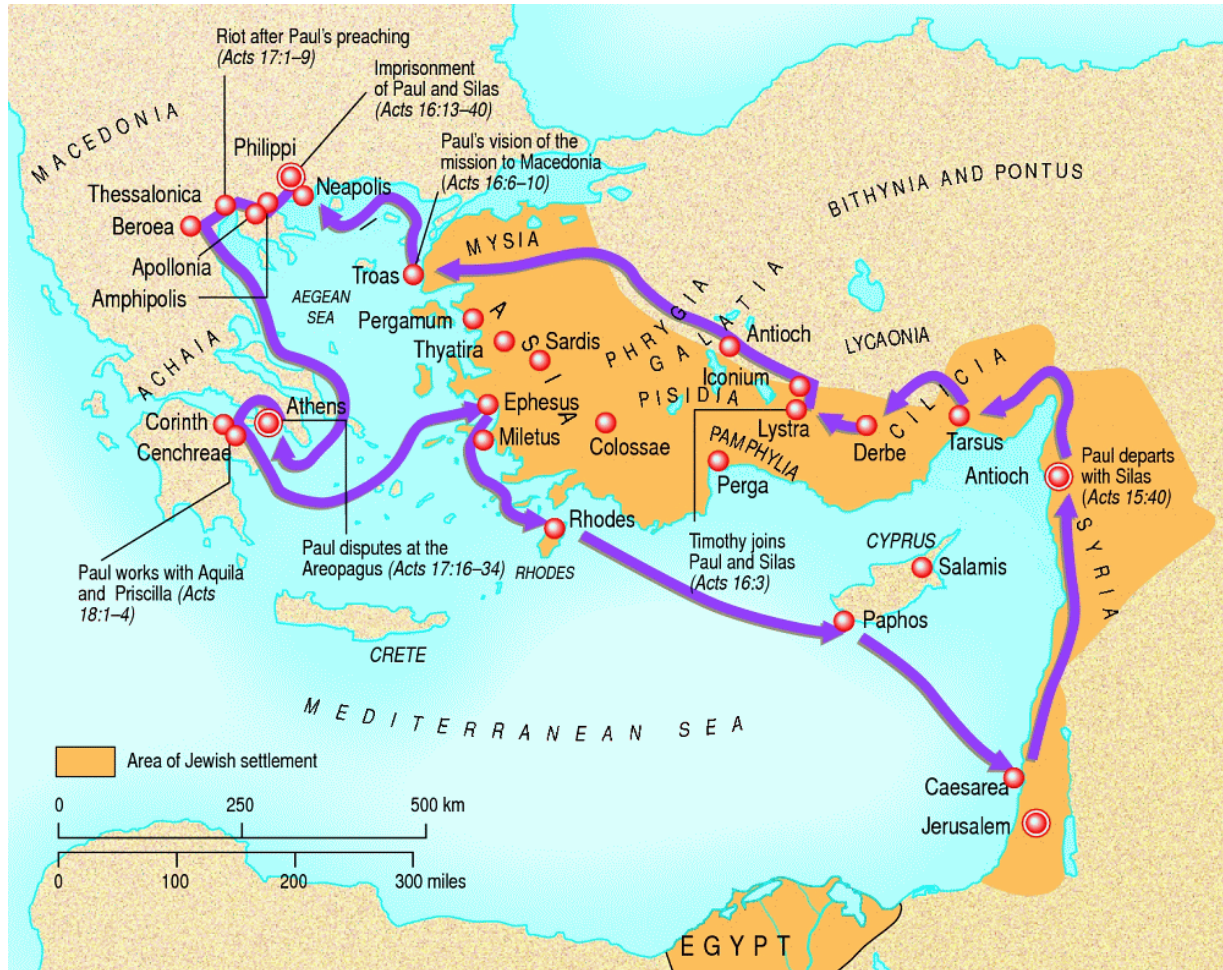 Riot after Paul's preaching
(Acts 17:1–9)
Imprisonment
of Paul and Silas
(Acts 16:13–40)
Paul's vision of the
mission to Macedonia
(Acts 16:6–10)
MACEDONIA
Philippi
Neapolis
Thessalonica
Beroea
Apollonia
Amphipolis
BITHYNIA AND PONTUS
MYSIA
Troas
AEGEAN
SEA
ASIA
Pergamum
Thyatira
Sardis
PHRYGIA
GALATIA
Antioch
LYCAONIA
Iconium
PISIDIA
CILICIA
ACHAIA
Athens
Corinth
Cenchreae
Ephesus
Miletus
Colossae
Lystra
Derbe
Tarsus
PAMPHYLIA
Perga
Antioch
Paul departs
with Silas
(Acts 15:40)
SYRIA
Rhodes
RHODES
Paul disputes at the
Areopagus (Acts 17:16–34)
Paul works with Aquila
and Priscilla (Acts
18:1–4)
Timothy joins
Paul and Silas
(Acts 16:3)
CYPRUS
Salamis
Paphos
CRETE
MEDITERRANEAN SEA
Caesarea
Jerusalem
Area of Jewish settlement
0 250 500 km
0 100 200 300 miles
EGYPT